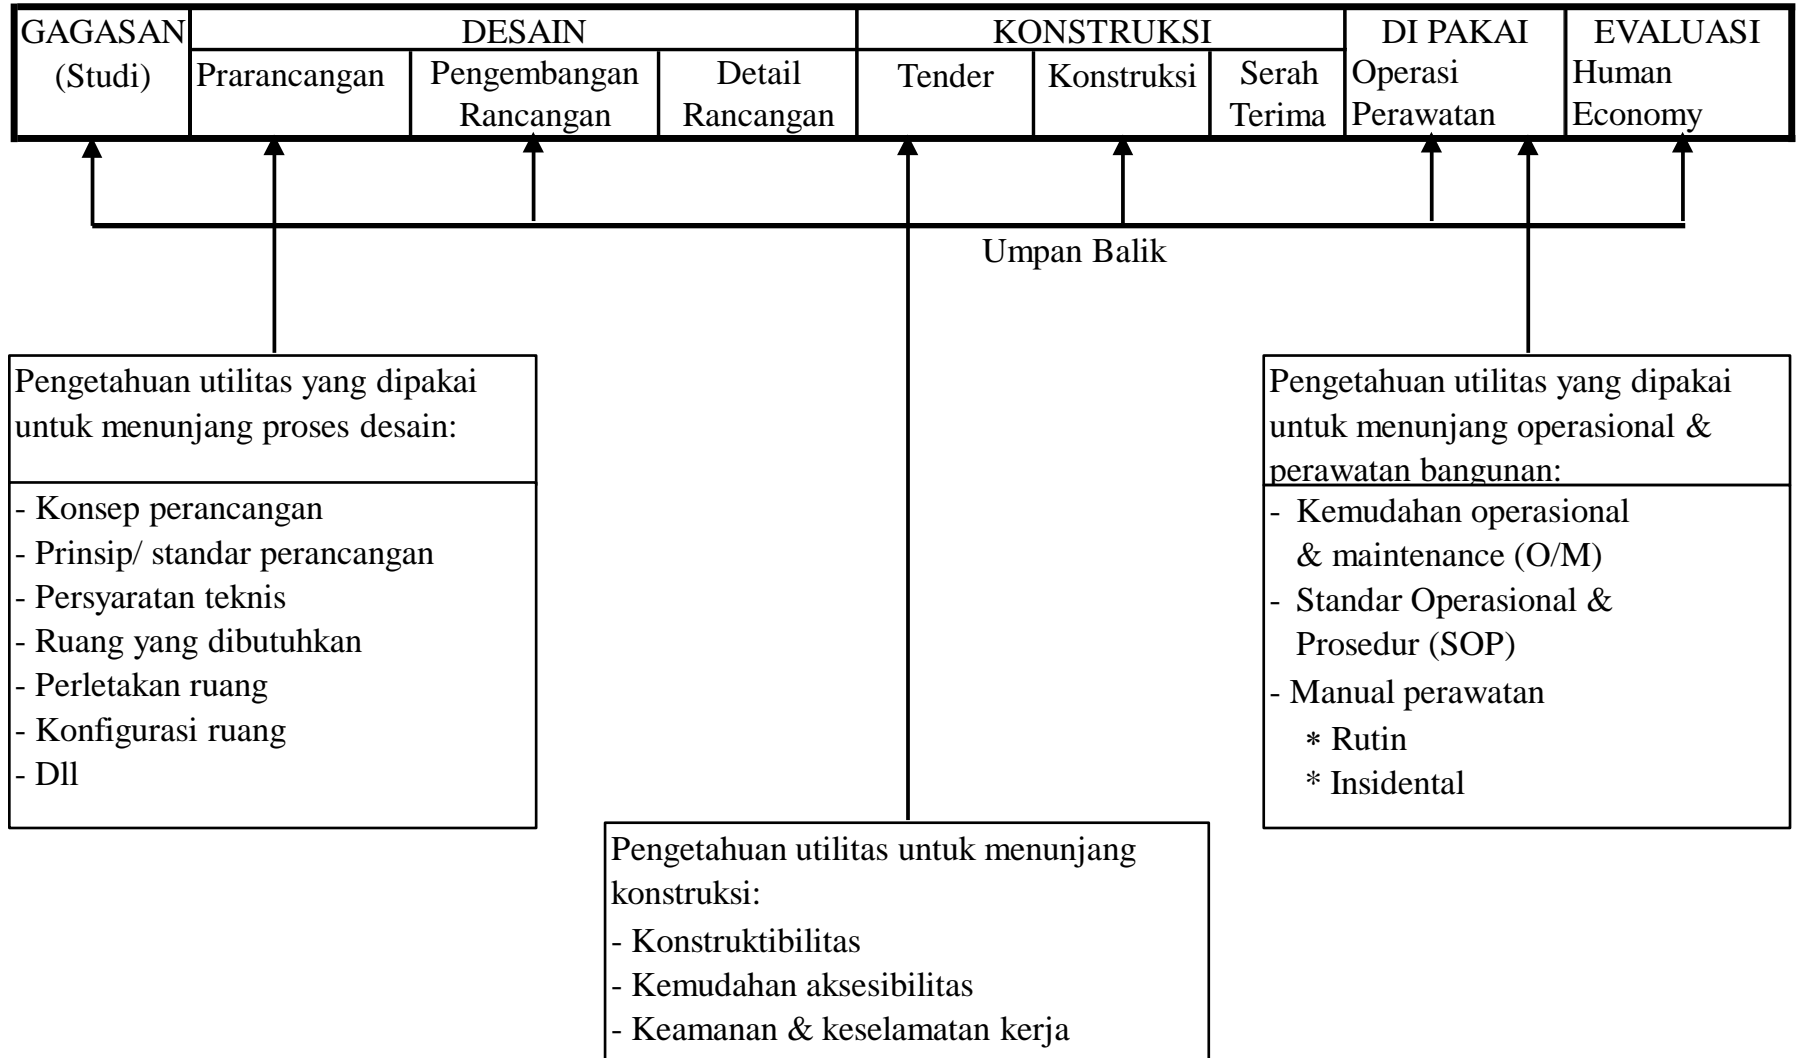 GAGASAN
(Studi)
DESAIN
Prarancangan
Pengembangan
Rancangan
Detail
Rancangan
KONSTRUKSI
Tender
Konstruksi
Serah
Terima
DI PAKAI
Operasi
Perawatan
EVALUASI
Human
Economy
Umpan Balik
Pengetahuan utilitas yang dipakai
untuk menunjang proses desain:
- Konsep perancangan
- Prinsip/ standar perancangan
- Persyaratan teknis
- Ruang yang dibutuhkan
- Perletakan ruang
- Konfigurasi ruang
- Dll
Pengetahuan utilitas untuk menunjang
konstruksi:
- Konstruktibilitas
- Kemudahan aksesibilitas
- Keamanan & keselamatan kerja
Pengetahuan utilitas yang dipakai
untuk menunjang operasional &
perawatan bangunan:
- Kemudahan operasional
& maintenance (O/M)
- Standar Operasional &
Prosedur (SOP)
- Manual perawatan
* Rutin
* Insidental